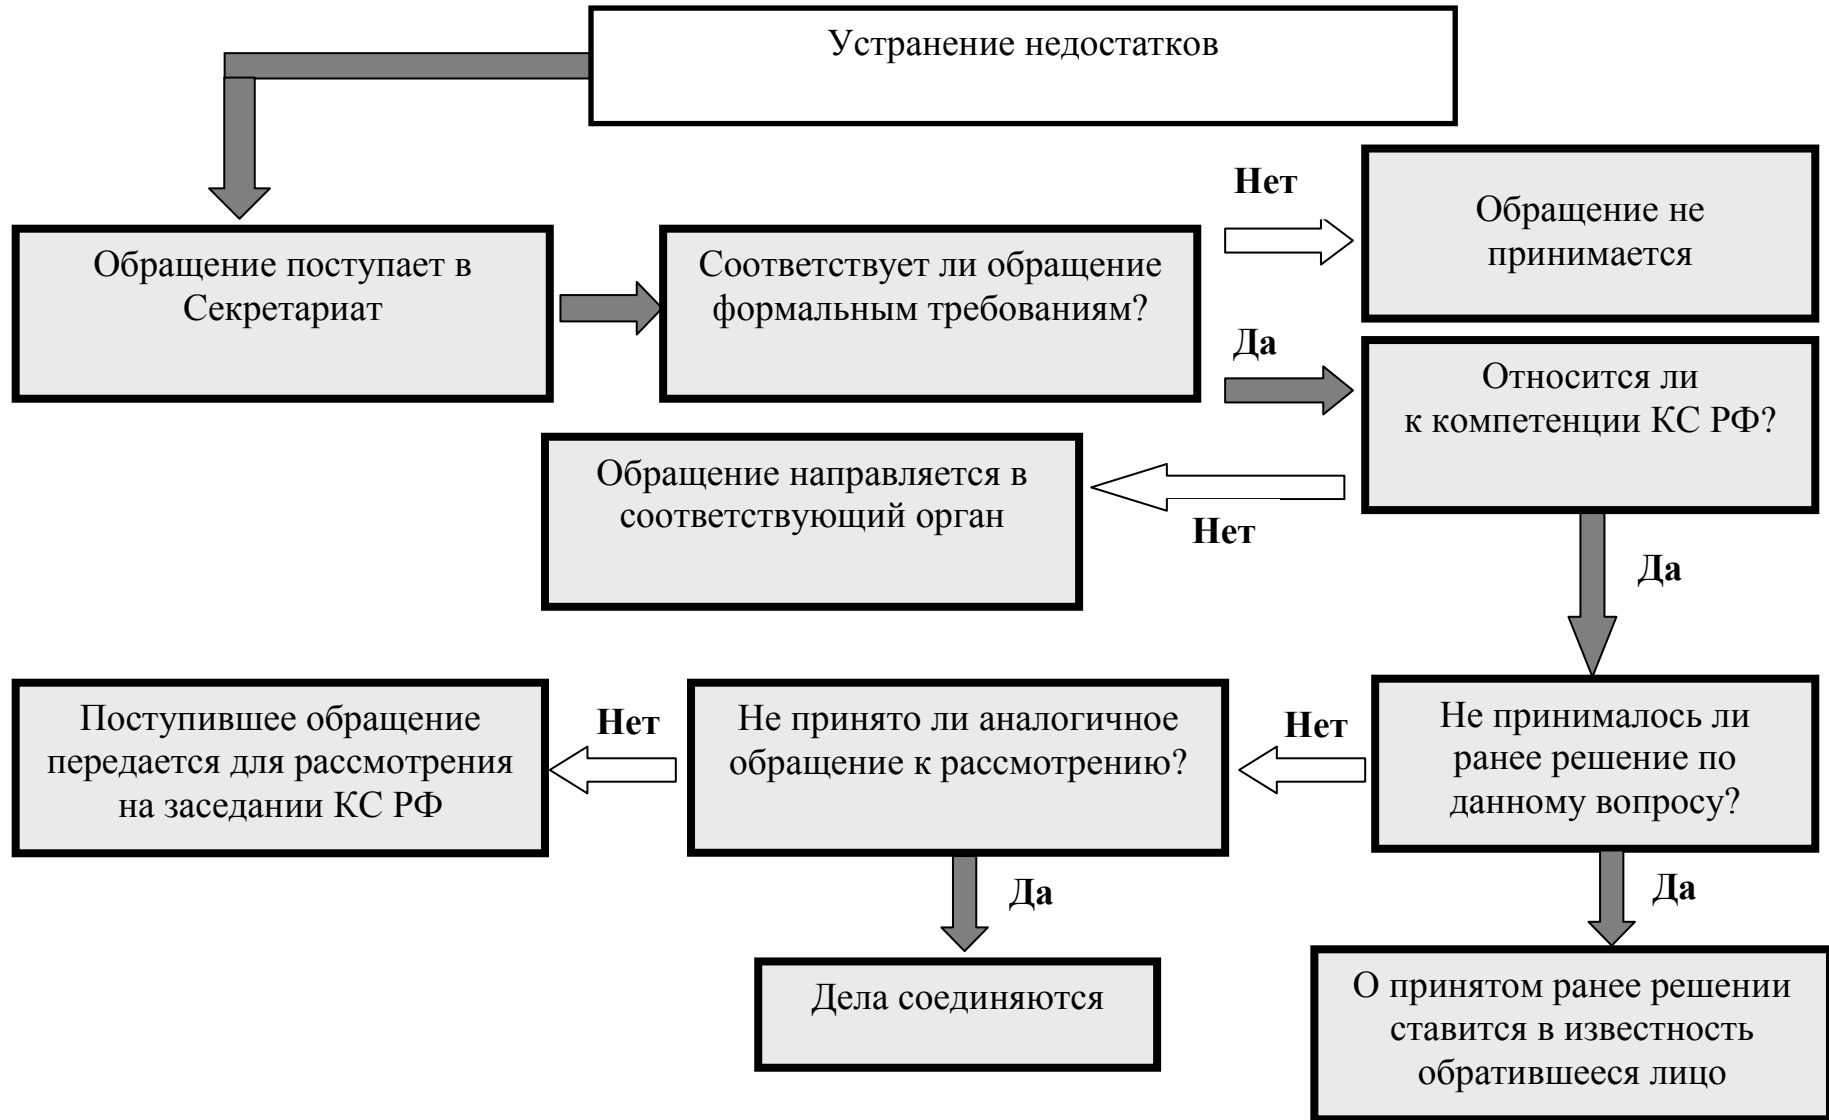 Устранение недостатков
Нет
Обращение не
принимается
Обращение поступает в
Секретариат
Соответствует ли обращение
формальным требованиям?
Да
Относится ли
к компетенции КС РФ?
Обращение направляется в
соответствующий орган
Нет
Да
Поступившее обращение
передается для рассмотрения
на заседании КС РФ
Нет
Не принято ли аналогичное
обращение к рассмотрению?
Нет
Не принималось ли
ранее решение по
данному вопросу?
Да
Да
Дела соединяются
О принятом ранее решении
ставится в известность
обратившееся лицо